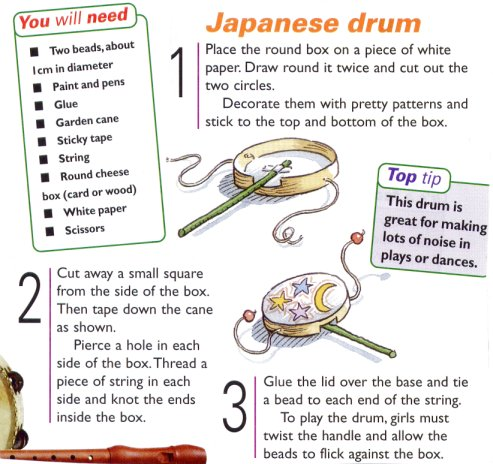 You will need
■ Two beads, about
1cm in diameter
■ Paint and pens
■ Glue
■ Garden cane
■ Sticky tape
■ String
■ Round cheese
box (card or wood)
■ White paper
■ Scissors
Japanese drum
1 Place the round box on a piece of white
paper. Draw round it twice and cut out the
two circles.
Decorate them with pretty patterns and
stick to the top and bottom of the box.
Top tip
This drum is
great for making
lots of noise in
plays or dances.
2 Cut away a small square
from the side of the box.
Then tape down the cane
as shown.
Pierce a hole in each
side of the box. Thread a
piece of string in each
side and knot the ends
inside the box.
3 Glue the lid over the base and tie
a bead to each end of the string.
To play the drum, girls must
twist the handle and allow the
beads to flick against the box.